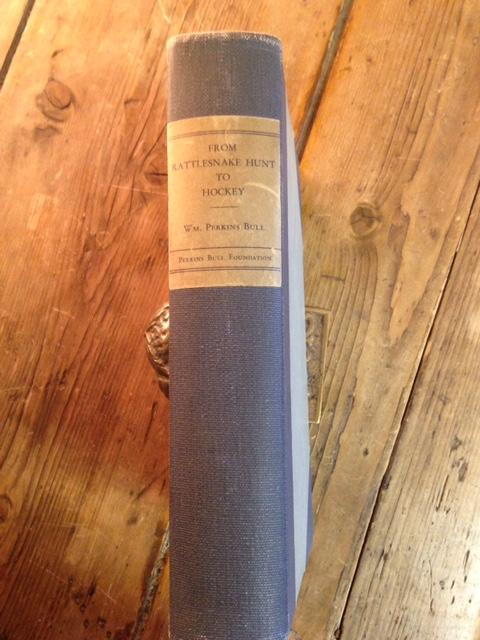 FROM
RATTLESNAKE HUNT
TO
HOCKEY
WM. PERKINS BULL
PERKINS BULL FOUNDATION